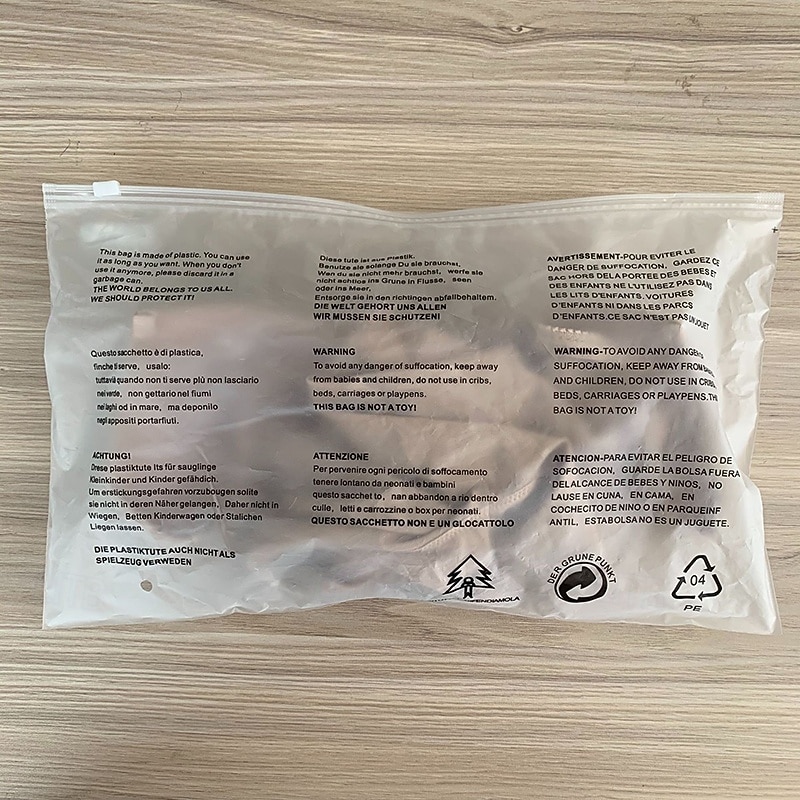 This bag is made of plastic. You can use
it as long as you want. When you don't
use it anymore, please discard it in a
garbage can.
THE WORLD BELONGS TO US ALL.
WE SHOULD PROTECT IT!
Diese tute ist aus Plastik.
Benutze sie solange Du sie brauchst,
Wen du sie nicht mehr brauchst, werfe sie
nicht achtlos ins Grune in Flusse, seen
oder ins Meer,
Entsorge sie in den richlingen abfallbehaltem.
DIE WELT GEHORT UNS ALLEN
WIR MUSSEN SIE SCHUTZEN!
AVERTISSEMENT-POUR EVITER LE
DANGER DE SUFFOCATION, GARDEZ CE
SAC HORS DELA PORTEE DES BEBES ET
DES ENFANTS NE L'UTILISEZ PAS DANS
LES LITS D'ENFANTS. VOITURES
D'ENFANTS NI DANS LES PARCS
D'ENFANTS.CE SAC N'EST PAS UN JOUET
Questo sacchetto è di plastica,
finche ti serve, usalo:
tuttavia quando non ti serve più non lasciario
nei verde, non gettario nel fiumi
nei laghi od in mare, ma deponilo
negli appositi portarfiuti.
WARNING
To avoid any danger of suffocation, keep away
from babies and children, do not use in cribs,
beds, carriages or playpens.
THIS BAG IS NOT A TOY!
WARNING-TO AVOID ANY DANGER
SUFFOCATION, KEEP AWAY FROM
AND CHILDREN, DO NOT USE IN CRIBS,
BEDS, CARRIAGES OR PLAYPENS.
BAG IS NOT A TOY!
ACHTUNG!
Drese plastiktute Its für sauglinge
Kleinkinder und Kinder gefähdich.
Um erstickungsgefahren vorzubougen solite
sie nicht in deren Näher gelangen, Daher nicht in
Wiegen, Betten Kinderwagen oder Stalichen
Liegen lassen.
DIE PLASTIKTUTE AUCH NICHT ALS
SPIELZEUG VERWEDEN
ATTENZIONE
Per pervenire ogni pericolo di soffocamento
tenere lontano da neonati e bambini
questo sacchetto, nan abbandon a rio dentro
culle, letti e carrozzine o box per neonati.
QUESTO SACCHETTO NON E UN GLOCATTOLO
ATENCION-PARA EVITAR EL PELIGRO DE
SOFOCACION, GUARDE LA BOLSA FUERA
DEL ALCANCE DE BEBES Y NINOS, NO
LAUSE EN CUNA, EN CAMA, EN
COCHECITO DE NINO O EN PARQUEINF
ANTIL, ESTABOLSA NO ES UN JUGUETE.
DER GRUNE PUNKT
04
PE